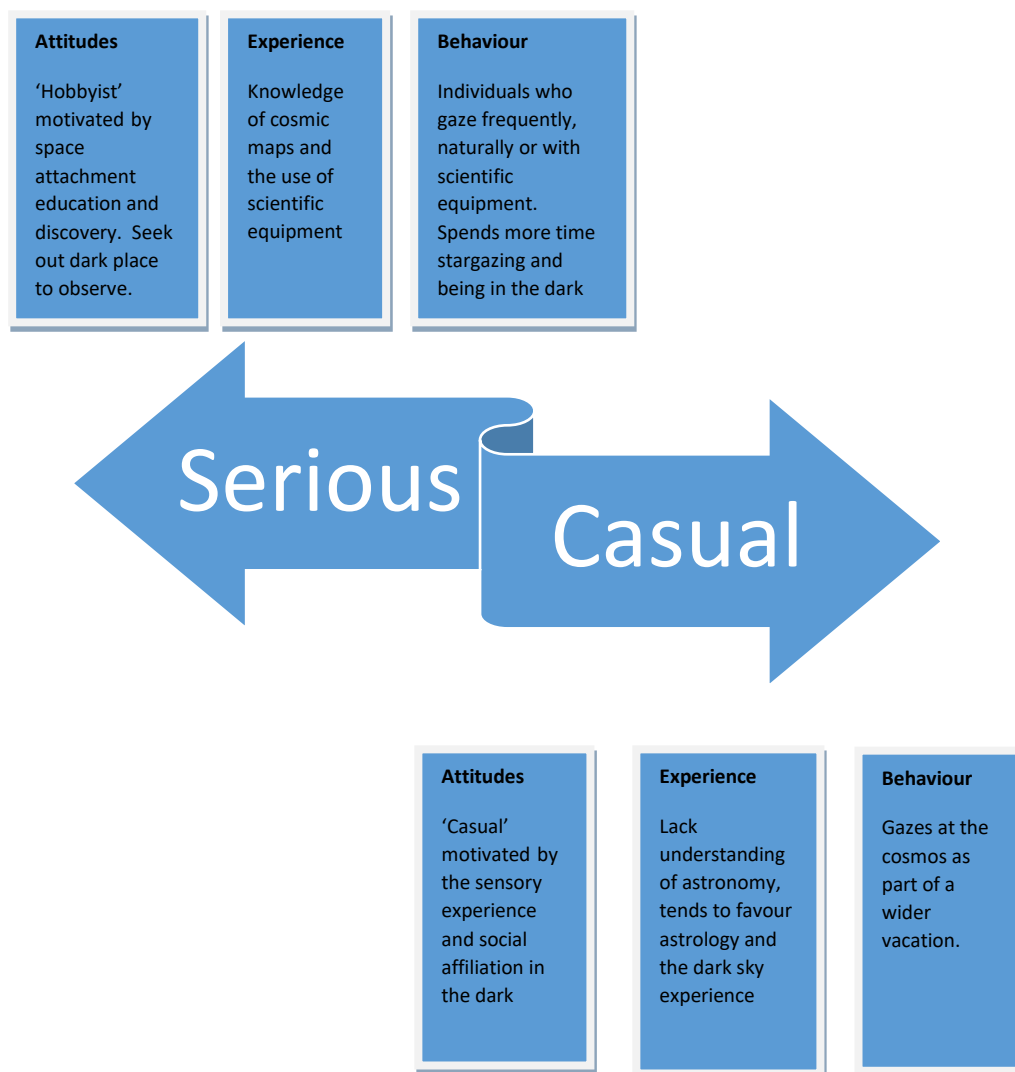 Attitudes
‘Hobbyist’
motivated by
space
attachment
education and
discovery.  Seek
out dark place
to observe.
Experience
Knowledge
of cosmic
maps and
the use of
scientific
equipment
Behaviour
Individuals who
gaze frequently,
naturally or with
scientific
equipment.
Spends more time
stargazing and
being in the dark
Serious
Casual
Attitudes
‘Casual’
motivated by
the sensory
experience
and social
affiliation in
the dark
Experience
Lack
understanding
of astronomy,
tends to favour
astrology and
the dark sky
experience
Behaviour
Gazes at the
cosmos as
part of a
wider
vacation.